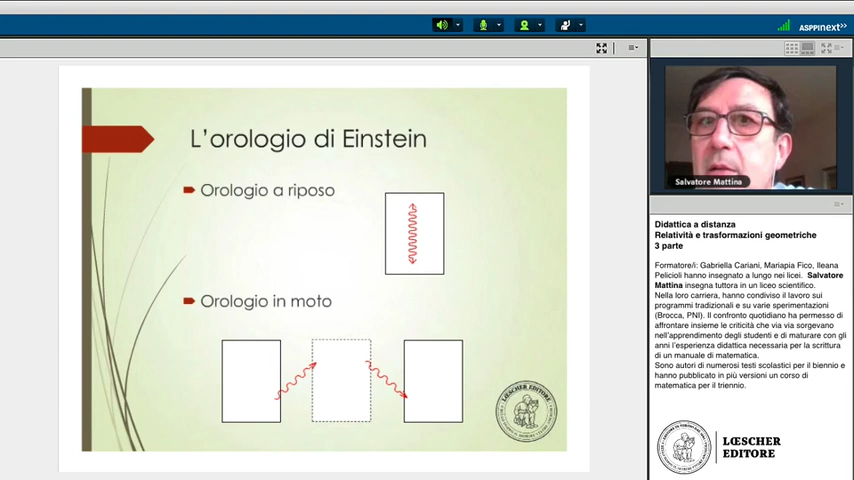 ASPPInext>>
L'orologio di Einstein
Orologio a riposo
Orologio in moto
LŒSCHER EDITORE
Salvatore Mattina
Didattica a distanza
Relatività e trasformazioni geometriche
3 parte
Formatore/i: Gabriella Cariani, Mariapia Fico, Ileana
Pelicioli hanno insegnato a lungo nei licei. Salvatore
Mattina insegna tuttora in un liceo scientifico.
Nella loro carriera, hanno condiviso il lavoro sui
programmi tradizionali e su varie sperimentazioni
(Brocca, PNI). Il confronto quotidiano ha permesso di
affrontare insieme le criticità che via via sorgevano
nell'apprendimento degli studenti e di maturare con gli
anni l'esperienza didattica necessaria per la scrittura
di un manuale di matematica.
Sono autori di numerosi testi scolastici per il biennio e
hanno pubblicato in più versioni un corso di
matematica per il triennio.
LŒSCHER
EDITORE